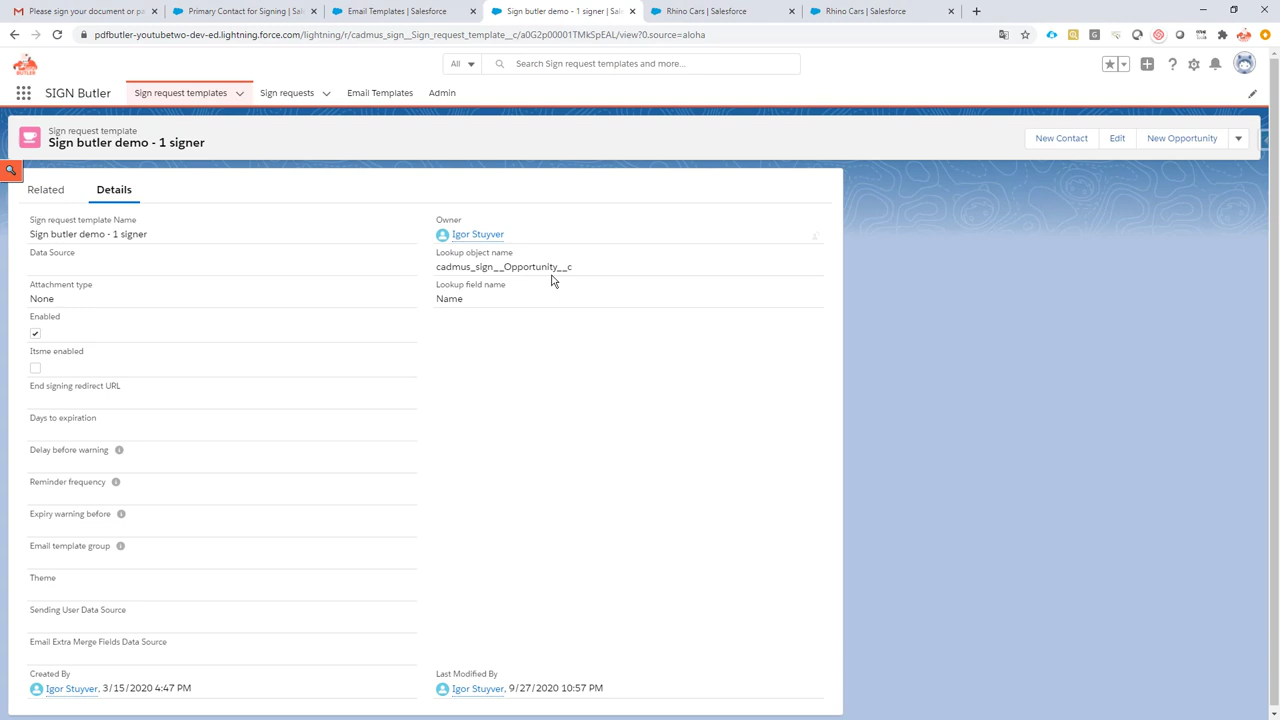 Please sign your document or pa
Primary Contact for Signing | Sal
Email Templates | Salesforce
Sign butler demo - 1 signer | Sal
Rhino Cars | Salesforce
Rhino Cars | Salesforce
pdfbutler-youtubetwo-dev-ed.lightning.force.com/lightning/r/cadmus_sign__Sign_request_template__c/a0G2p00001TMkSpEAL/view?0.source=aloha
All
Search Sign request templates and more...
SIGN Butler
Sign request templates
Sign requests
Email Templates
Admin
Sign request template
Sign butler demo - 1 signer
New Contact
Edit
New Opportunity
Related
Details
Sign request template Name
Sign butler demo - 1 signer
Owner
Igor Stuyver
Data Source
Lookup object name
cadmus_sign__Opportunity__c
Attachment type
None
Lookup field name
Name
Enabled
Itsme enabled
End signing redirect URL
Days to expiration
Delay before warning
Reminder frequency
Expiry warning before
Email template group
Theme
Sending User Data Source
Email Extra Merge Fields Data Source
Created By
Igor Stuyver, 3/15/2020 4:47 PM
Last Modified By
Igor Stuyver, 9/27/2020 10:57 PM